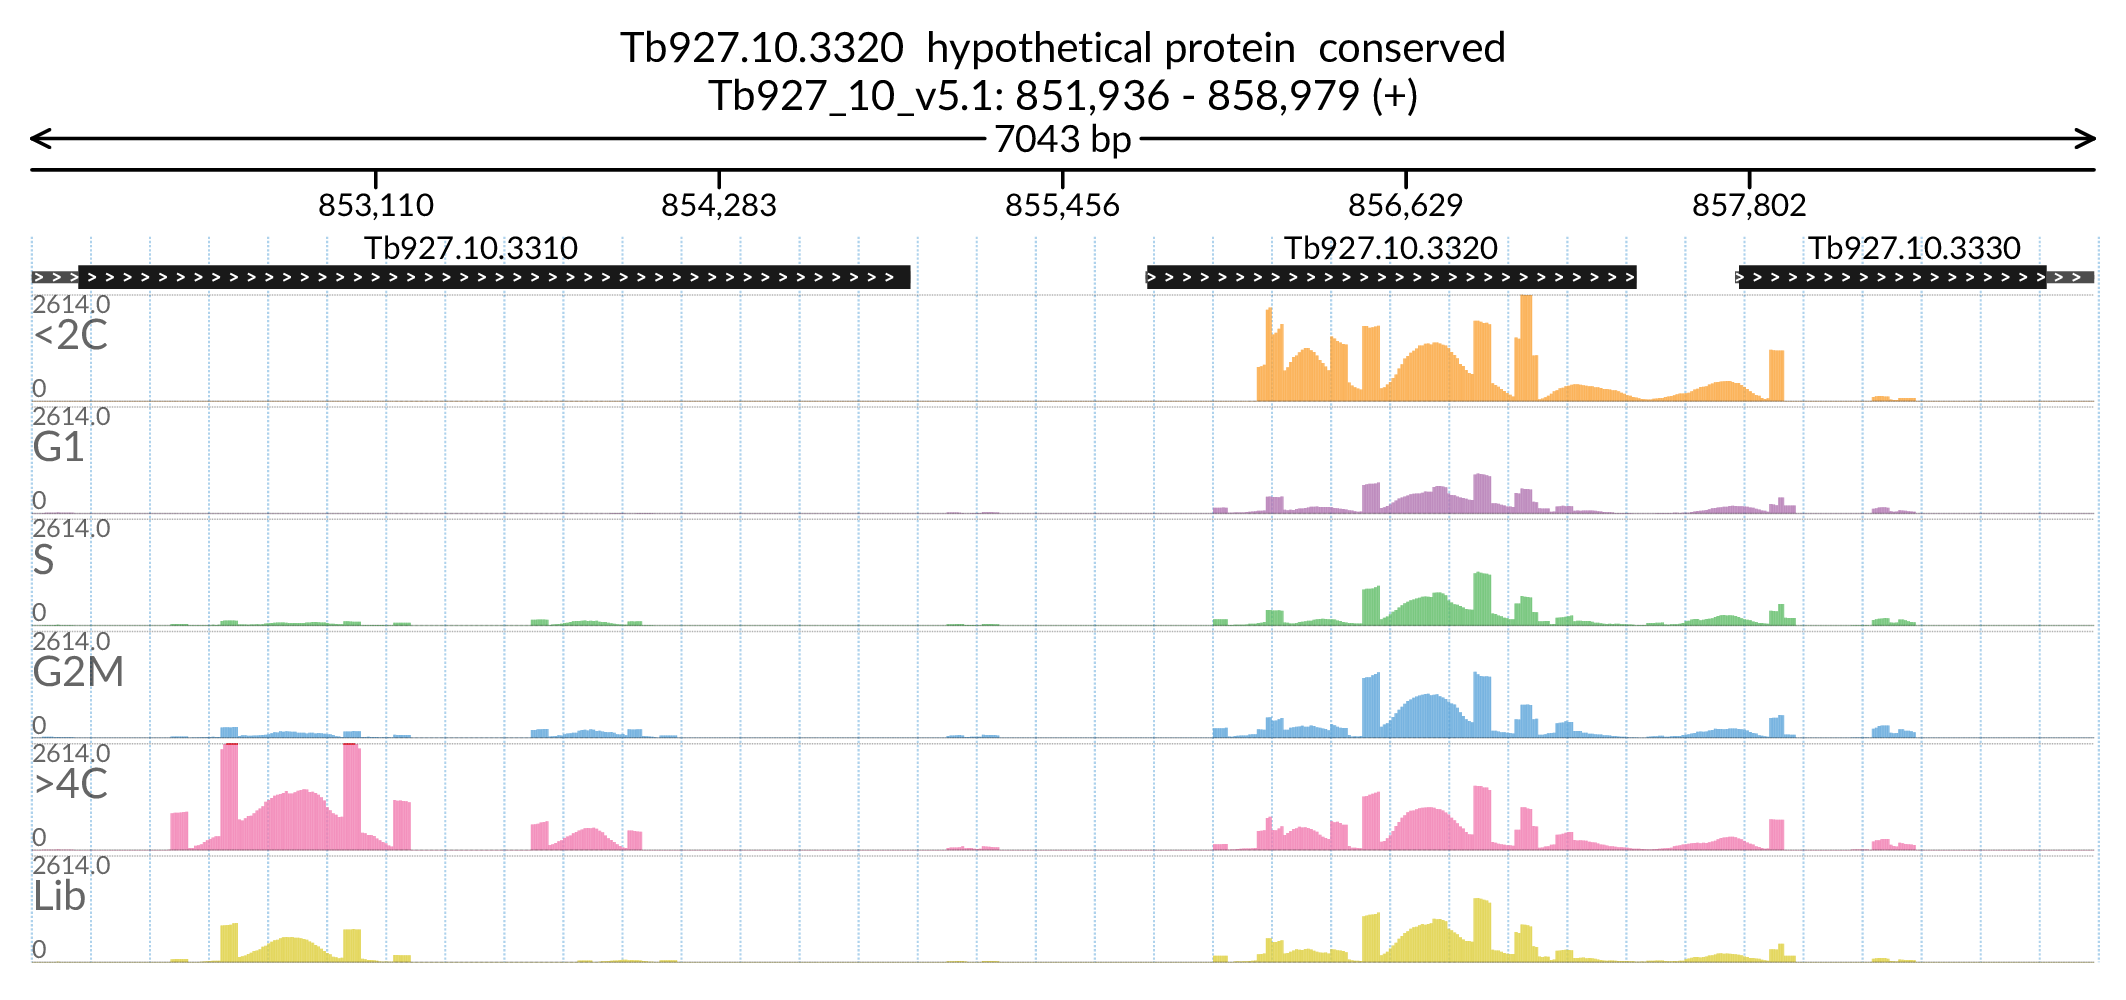 Tb927.10.3320 hypothetical protein conserved
Tb927_10_v5.1: 851,936 - 858,979 (+)
7043 bp
853,110 854,283 855,456 856,629 857,802
Tb927.10.3310 Tb927.10.3320 Tb927.10.3330
2614.0
<2C
0
2614.0
G1
0
2614.0
S
0
2614.0
G2M
0
2614.0
>4C
0
2614.0
Lib
0